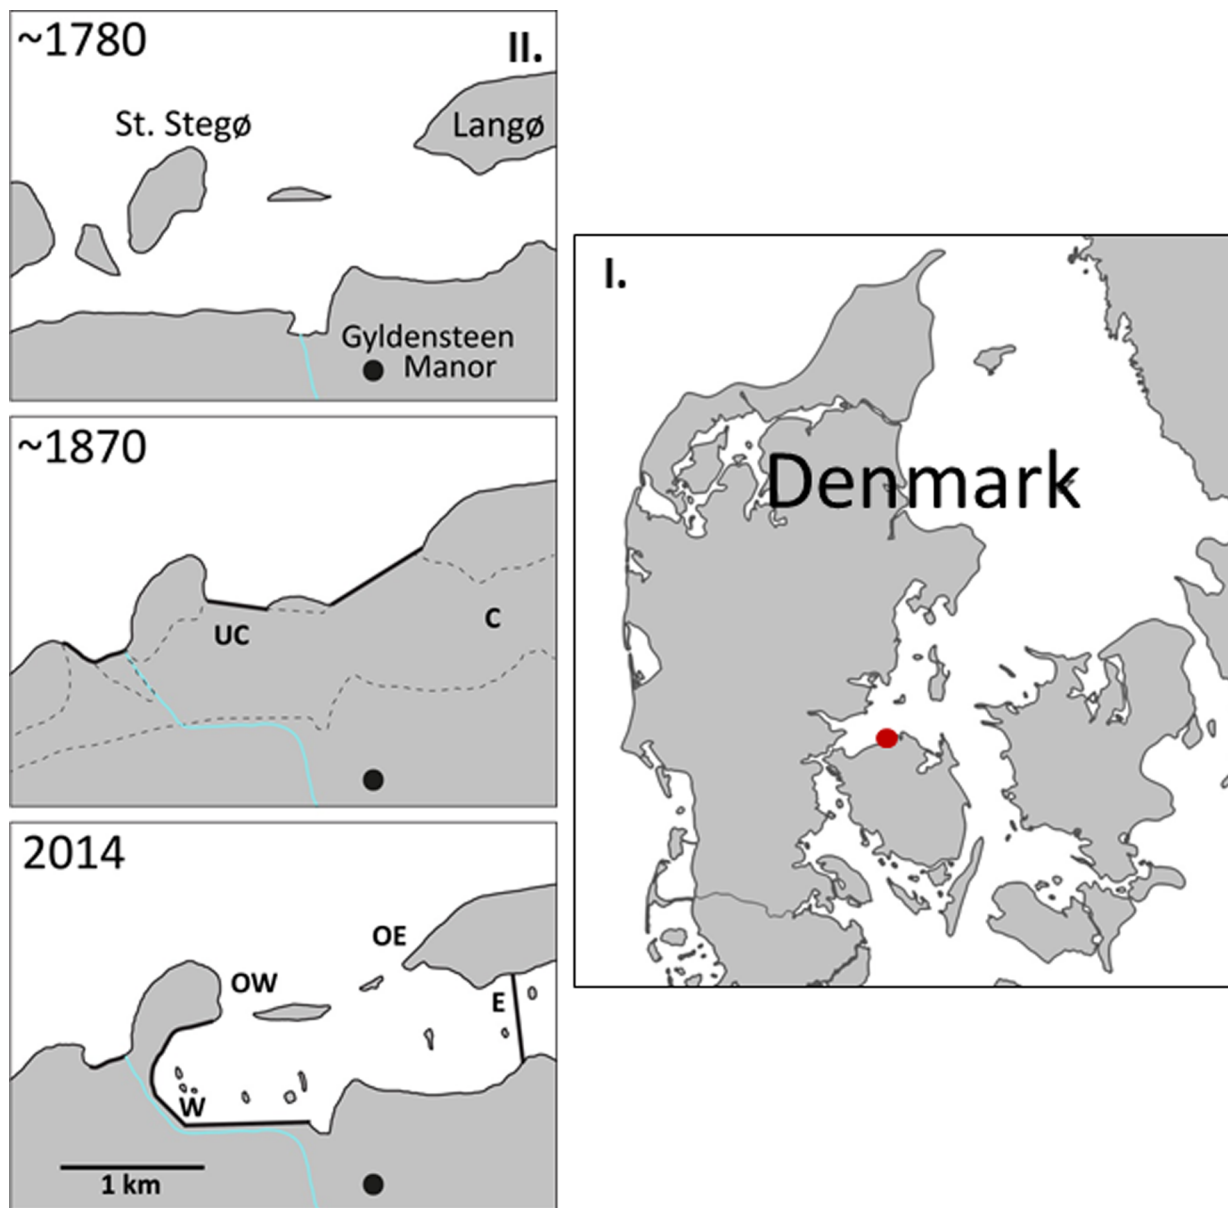 ~1780
II.
St. Stegø
Langø
Gyldensteen
Manor
~1870
UC
C
2014
OE
OW
E
W
1 km
I.
Denmark